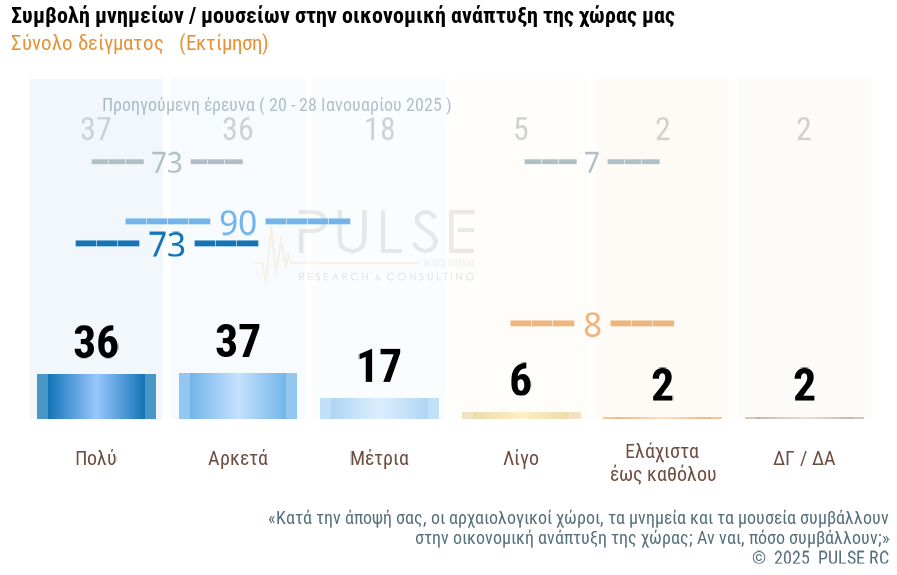 Συμβολή μνημείων / μουσείων στην οικονομική ανάπτυξη της χώρας μας
Σύνολο δείγματος (Εκτίμηση)
Προηγούμενη έρευνα ( 20 - 28 Ιανουαρίου 2025 )
37 36 18 5 2 2
73 7
90
73
PULSE
RESEARCH & CONSULTING
8
36 37 17 6 2 2
Πολύ Αρκετά Μέτρια Λίγο Ελάχιστα έως καθόλου ΔΓ / ΔΑ
«Κατά την άποψή σας, οι αρχαιολογικοί χώροι, τα μνημεία και τα μουσεία συμβάλλουν
στην οικονομική ανάπτυξη της χώρας; Αν ναι, πόσο συμβάλλουν;»
© 2025 PULSE RC